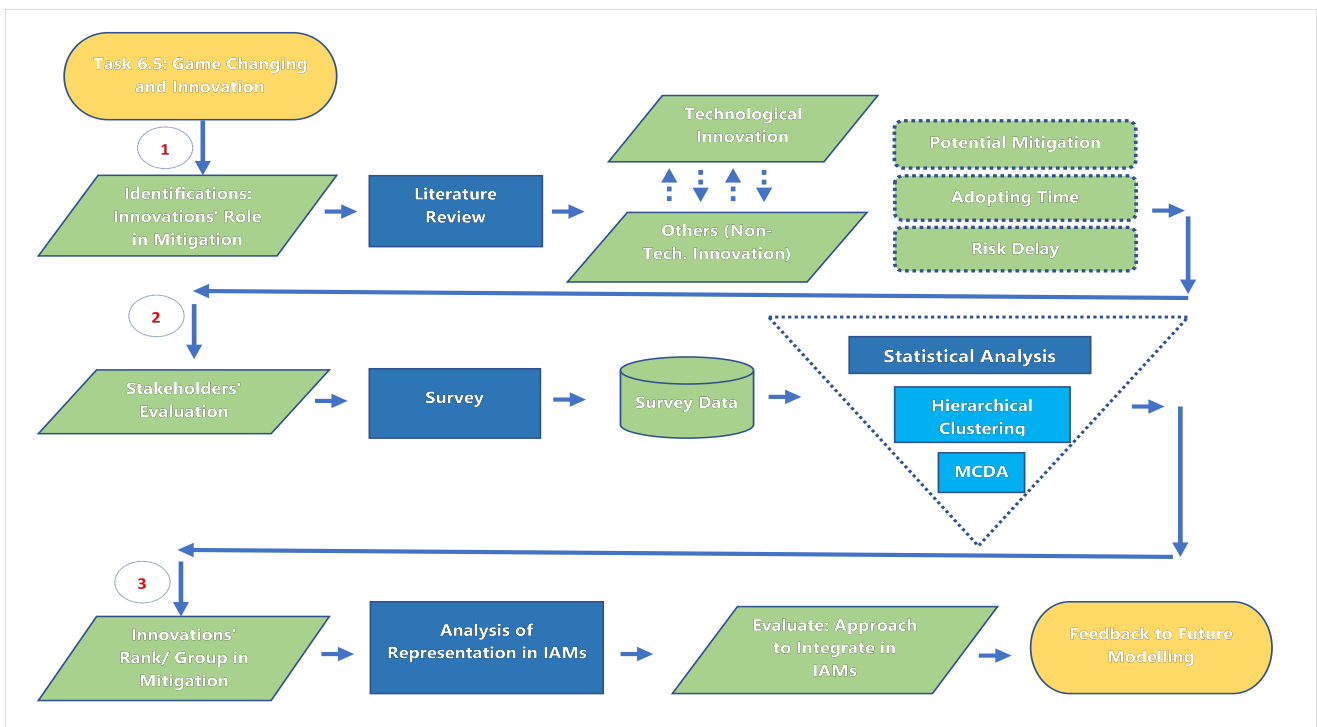 Task 6.5: Game Changing
and Innovation
1
Identifications:
Innovations' Role
in Mitigation
Literature
Review
Technological
Innovation
Others (Non-
Tech. Innovation)
Potential Mitigation
Adopting Time
Risk Delay
2
Stakeholders'
Evaluation
Survey
Survey Data
Statistical Analysis
Hierarchical
Clustering
MCDA
3
Innovations'
Rank/ Group in
Mitigation
Analysis of
Representation in IAMs
Evaluate: Approach
to Integrate in
IAMs
Feedback to Future
Modelling